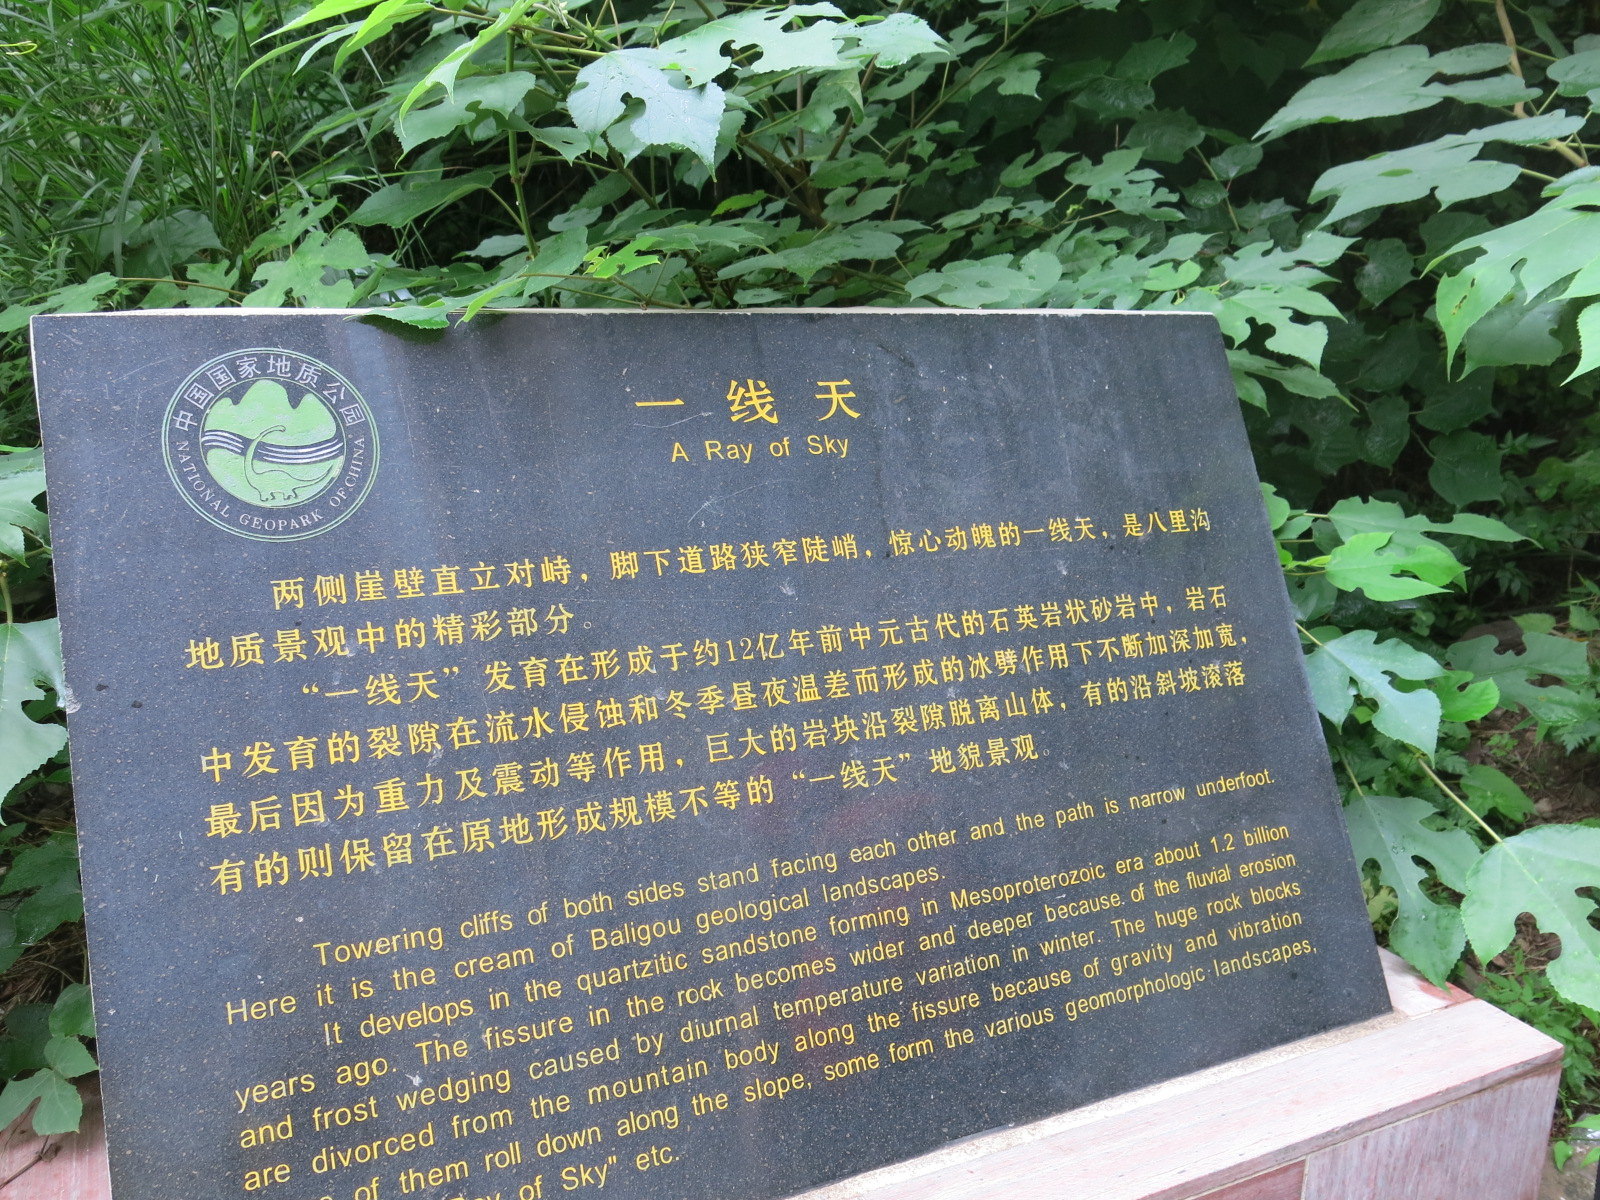 中国国家地质公园
NATIONAL GEOPARK OF CHINA
一线天
A Ray of Sky
两侧崖壁直立对峙，脚下道路狭窄陡峭，惊心动魄的一线天，是八里沟
地质景观中的精彩部分。
“一线天”发育在形成于约12亿年前中元古代的石英岩状砂岩中，岩石
中发育的裂隙在流水侵蚀和冬季昼夜温差而形成的冰劈作用下不断加深加宽，
最后因为重力及震动等作用，巨大的岩块沿裂隙脱离山体，有的沿斜坡滚落
有的则保留在原地形成规模不等的“一线天”地貌景观。
Towering cliffs of both sides stand facing each other and the path is narrow underfoot.
Here it is the cream of Baligou geological landscapes.
It develops in the quartzitic sandstone forming in Mesoproterozoic era about 1.2 billion
years ago. The fissure in the rock becomes wider and deeper because of the fluvial erosion
and frost wedging caused by diurnal temperature variation in winter. The huge rock blocks
are divorced from the mountain body along the fissure because of gravity and vibration
of them roll down along the slope, some form the various geomorphologic landscapes,
of Sky" etc.